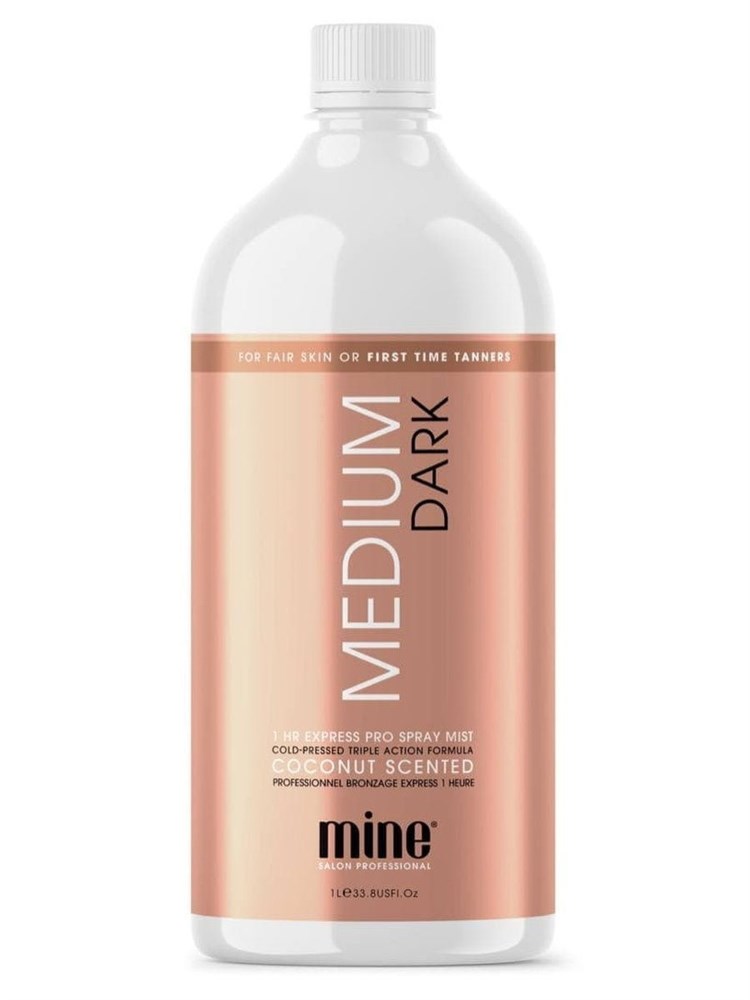 FOR FAIR SKIN OR FIRST TIME TANNERS
MEDIUM
DARK
1 HR EXPRESS PRO SPRAY MIST
COLD-PRESSED TRIPLE ACTION FORMULA
COCONUT SCENTED
PROFESSIONNEL BRONZAGE EXPRESS 1 HEURE
mine®
SALON PROFESSIONAL
1L℮33.8USFl.Oz